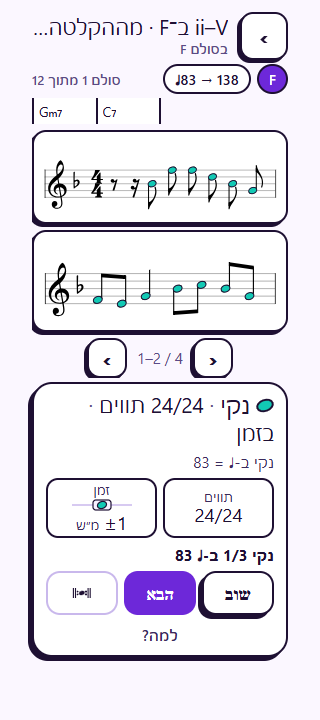 ii–V ב־F · מההקלטה...
בסולם F
F
♩83 → 138
סולם 1 מתוך 12
Gm7 C7
1–2 / 4
נקי · 24/24 תווים ·
בזמן
נקי ב-♩ = 83
תווים
24/24
זמן
±1 מ״ש
נקי 1/3 ב-♩ 83
שוב
הבא
למה?